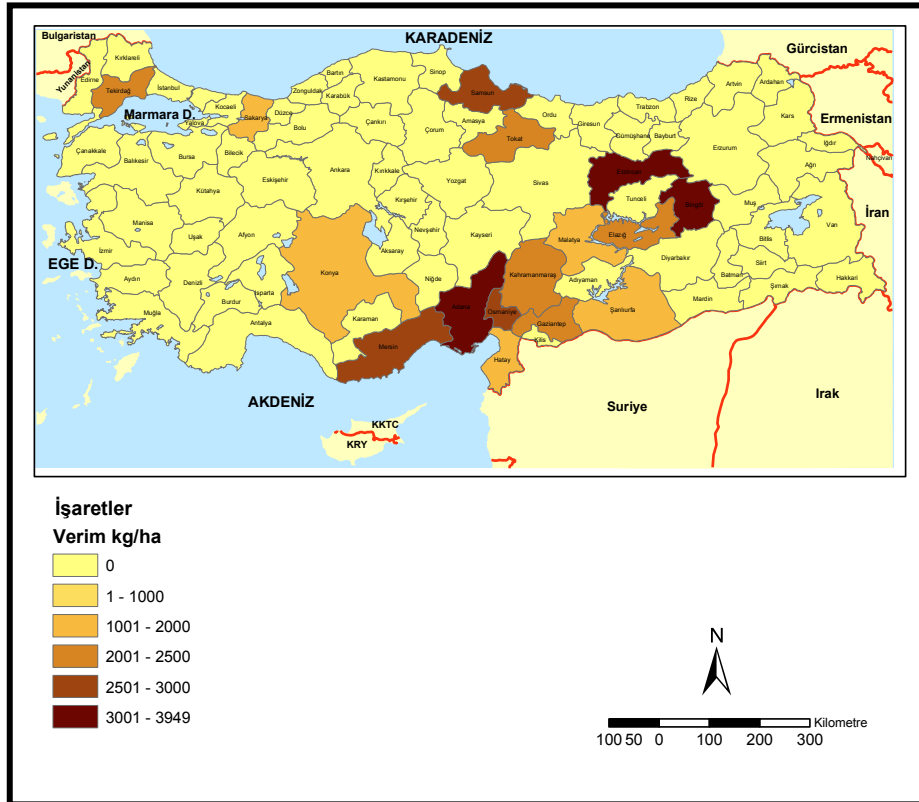 KARADENİZ
Bulgaristan
Gürcistan
Yunanistan
Kırklareli
Edirne
Tekirdağ
İstanbul
Marmara D.
Kocaeli
Yalova
Sakarya
Düzce
Zonguldak
Bartın
Karabük
Kastamonu
Sinop
Samsun
Ordu
Giresun
Trabzon
Rize
Artvin
Ardahan
Kars
Ermenistan
Iğdır
Nahçivan
Çanakkale
Balıkesir
Bursa
Bilecik
Bolu
Çankırı
Çorum
Amasya
Tokat
Gümüşhane
Bayburt
Erzurum
Ağrı
İran
Kütahya
Eskişehir
Ankara
Kırıkkale
Yozgat
Sivas
Erzincan
Tunceli
Bingöl
Muş
Van
Manisa
Uşak
Afyon
Kırşehir
Nevşehir
Kayseri
Malatya
Elazığ
Bitlis
EGE D.
İzmir
Aydın
Denizli
Isparta
Konya
Aksaray
Niğde
Kahramanmaraş
Adıyaman
Diyarbakır
Batman
Siirt
Şırnak
Hakkari
Muğla
Burdur
Antalya
Karaman
Mersin
Adana
Osmaniye
Gaziantep
Kilis
Şanlıurfa
Mardin
Hatay
AKDENİZ
KKTC
KRY
Suriye
Irak
İşaretler
Verim kg/ha
0
1 - 1000
1001 - 2000
2001 - 2500
2501 - 3000
3001 - 3949
N
Kilometre
100 50 0 100 200 300